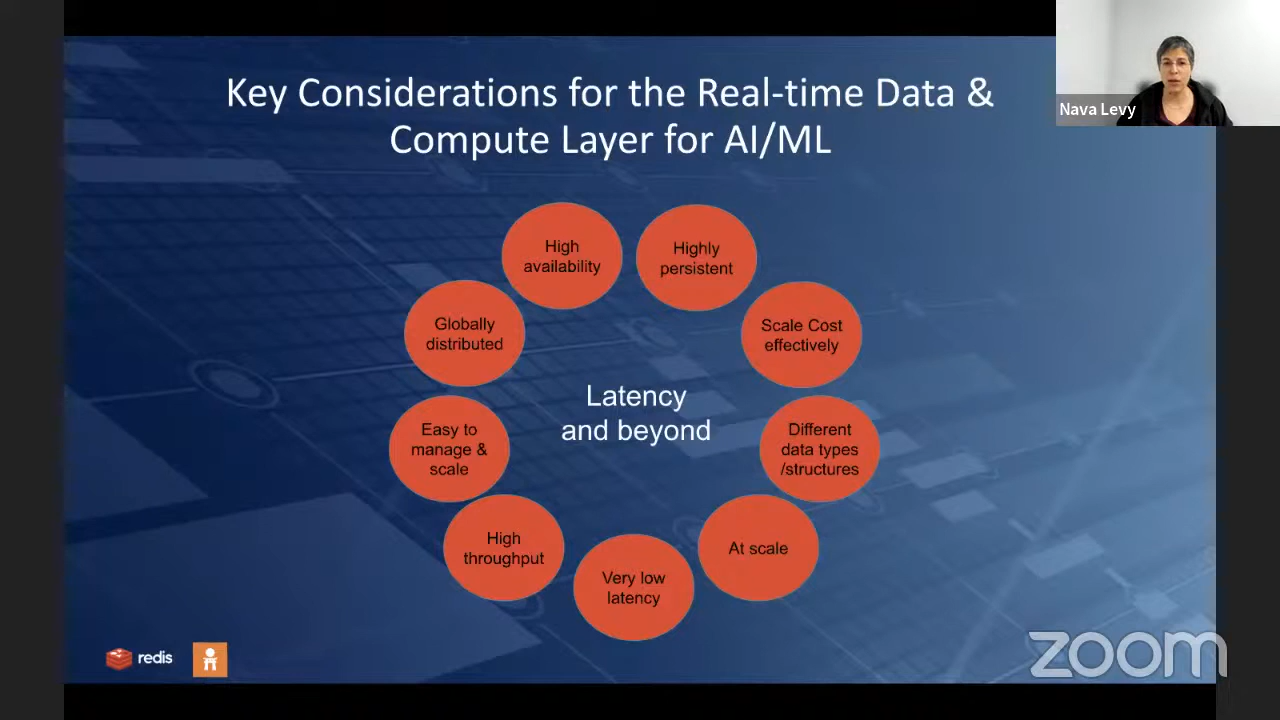 Key Considerations for the Real-time Data &
Compute Layer for AI/ML
Nava Levy
High
availability
Highly
persistent
Globally
distributed
Scale Cost
effectively
Latency
and beyond
Easy to
manage &
scale
Different
data types
/structures
High
throughput
At scale
Very low
latency
redis
zoom